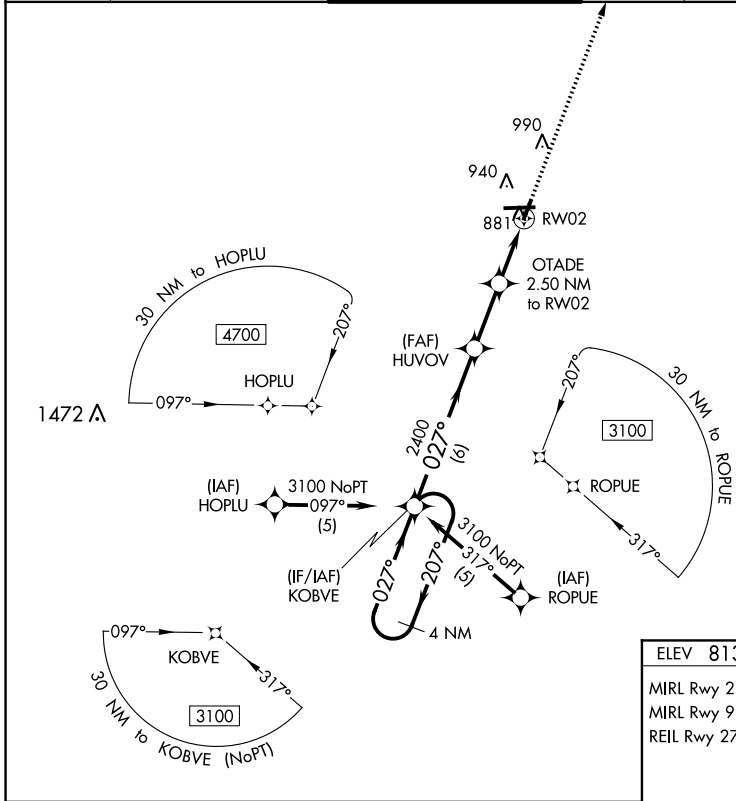 990
940
881
RW02
OTADE
2.50 NM
to RW02
(FAF)
HUVOV
30 NM to HOPLU
4700
207°
HOPLU
097°
1472
30 NM to ROPUE
207°
3100
ROPUE
317°
2400
027°
(6)
(IAF)
HOPLU
3100 NoPT
097°
(5)
3100 NoPT
317°
(5)
(IF/IAF)
KOBVE
027°
207°
4 NM
(IAF)
ROPUE
097°
KOBVE
317°
3100
30 NM to KOBVE (NoPT)
ELEV 813
MIRL Rwy 2
MIRL Rwy 9
REIL Rwy 27